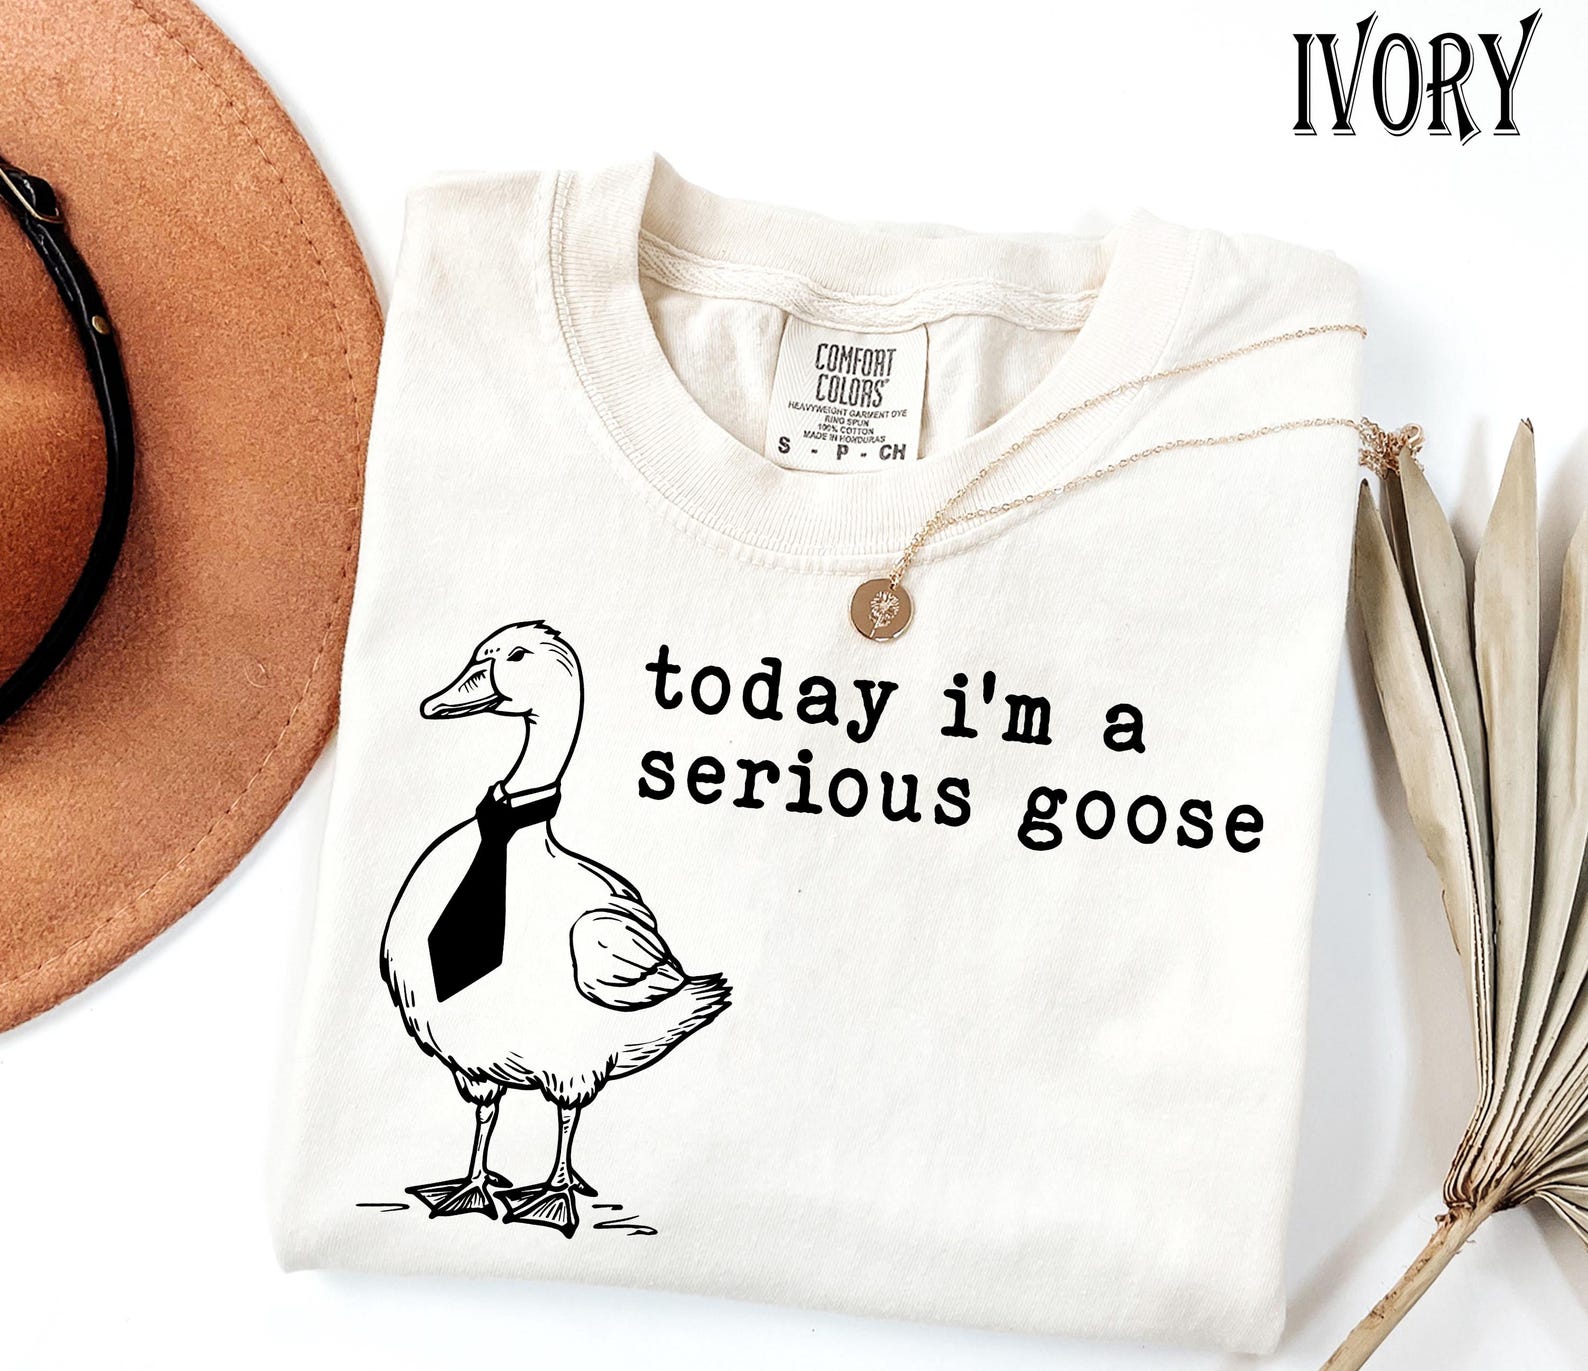 IVORY
COMFORT
COLORS®
HEAVYWEIGHT GARMENT DYE
RING SPUN
100% COTTON
MADE IN HONDURAS
S - P - CH
today i'm a
serious goose